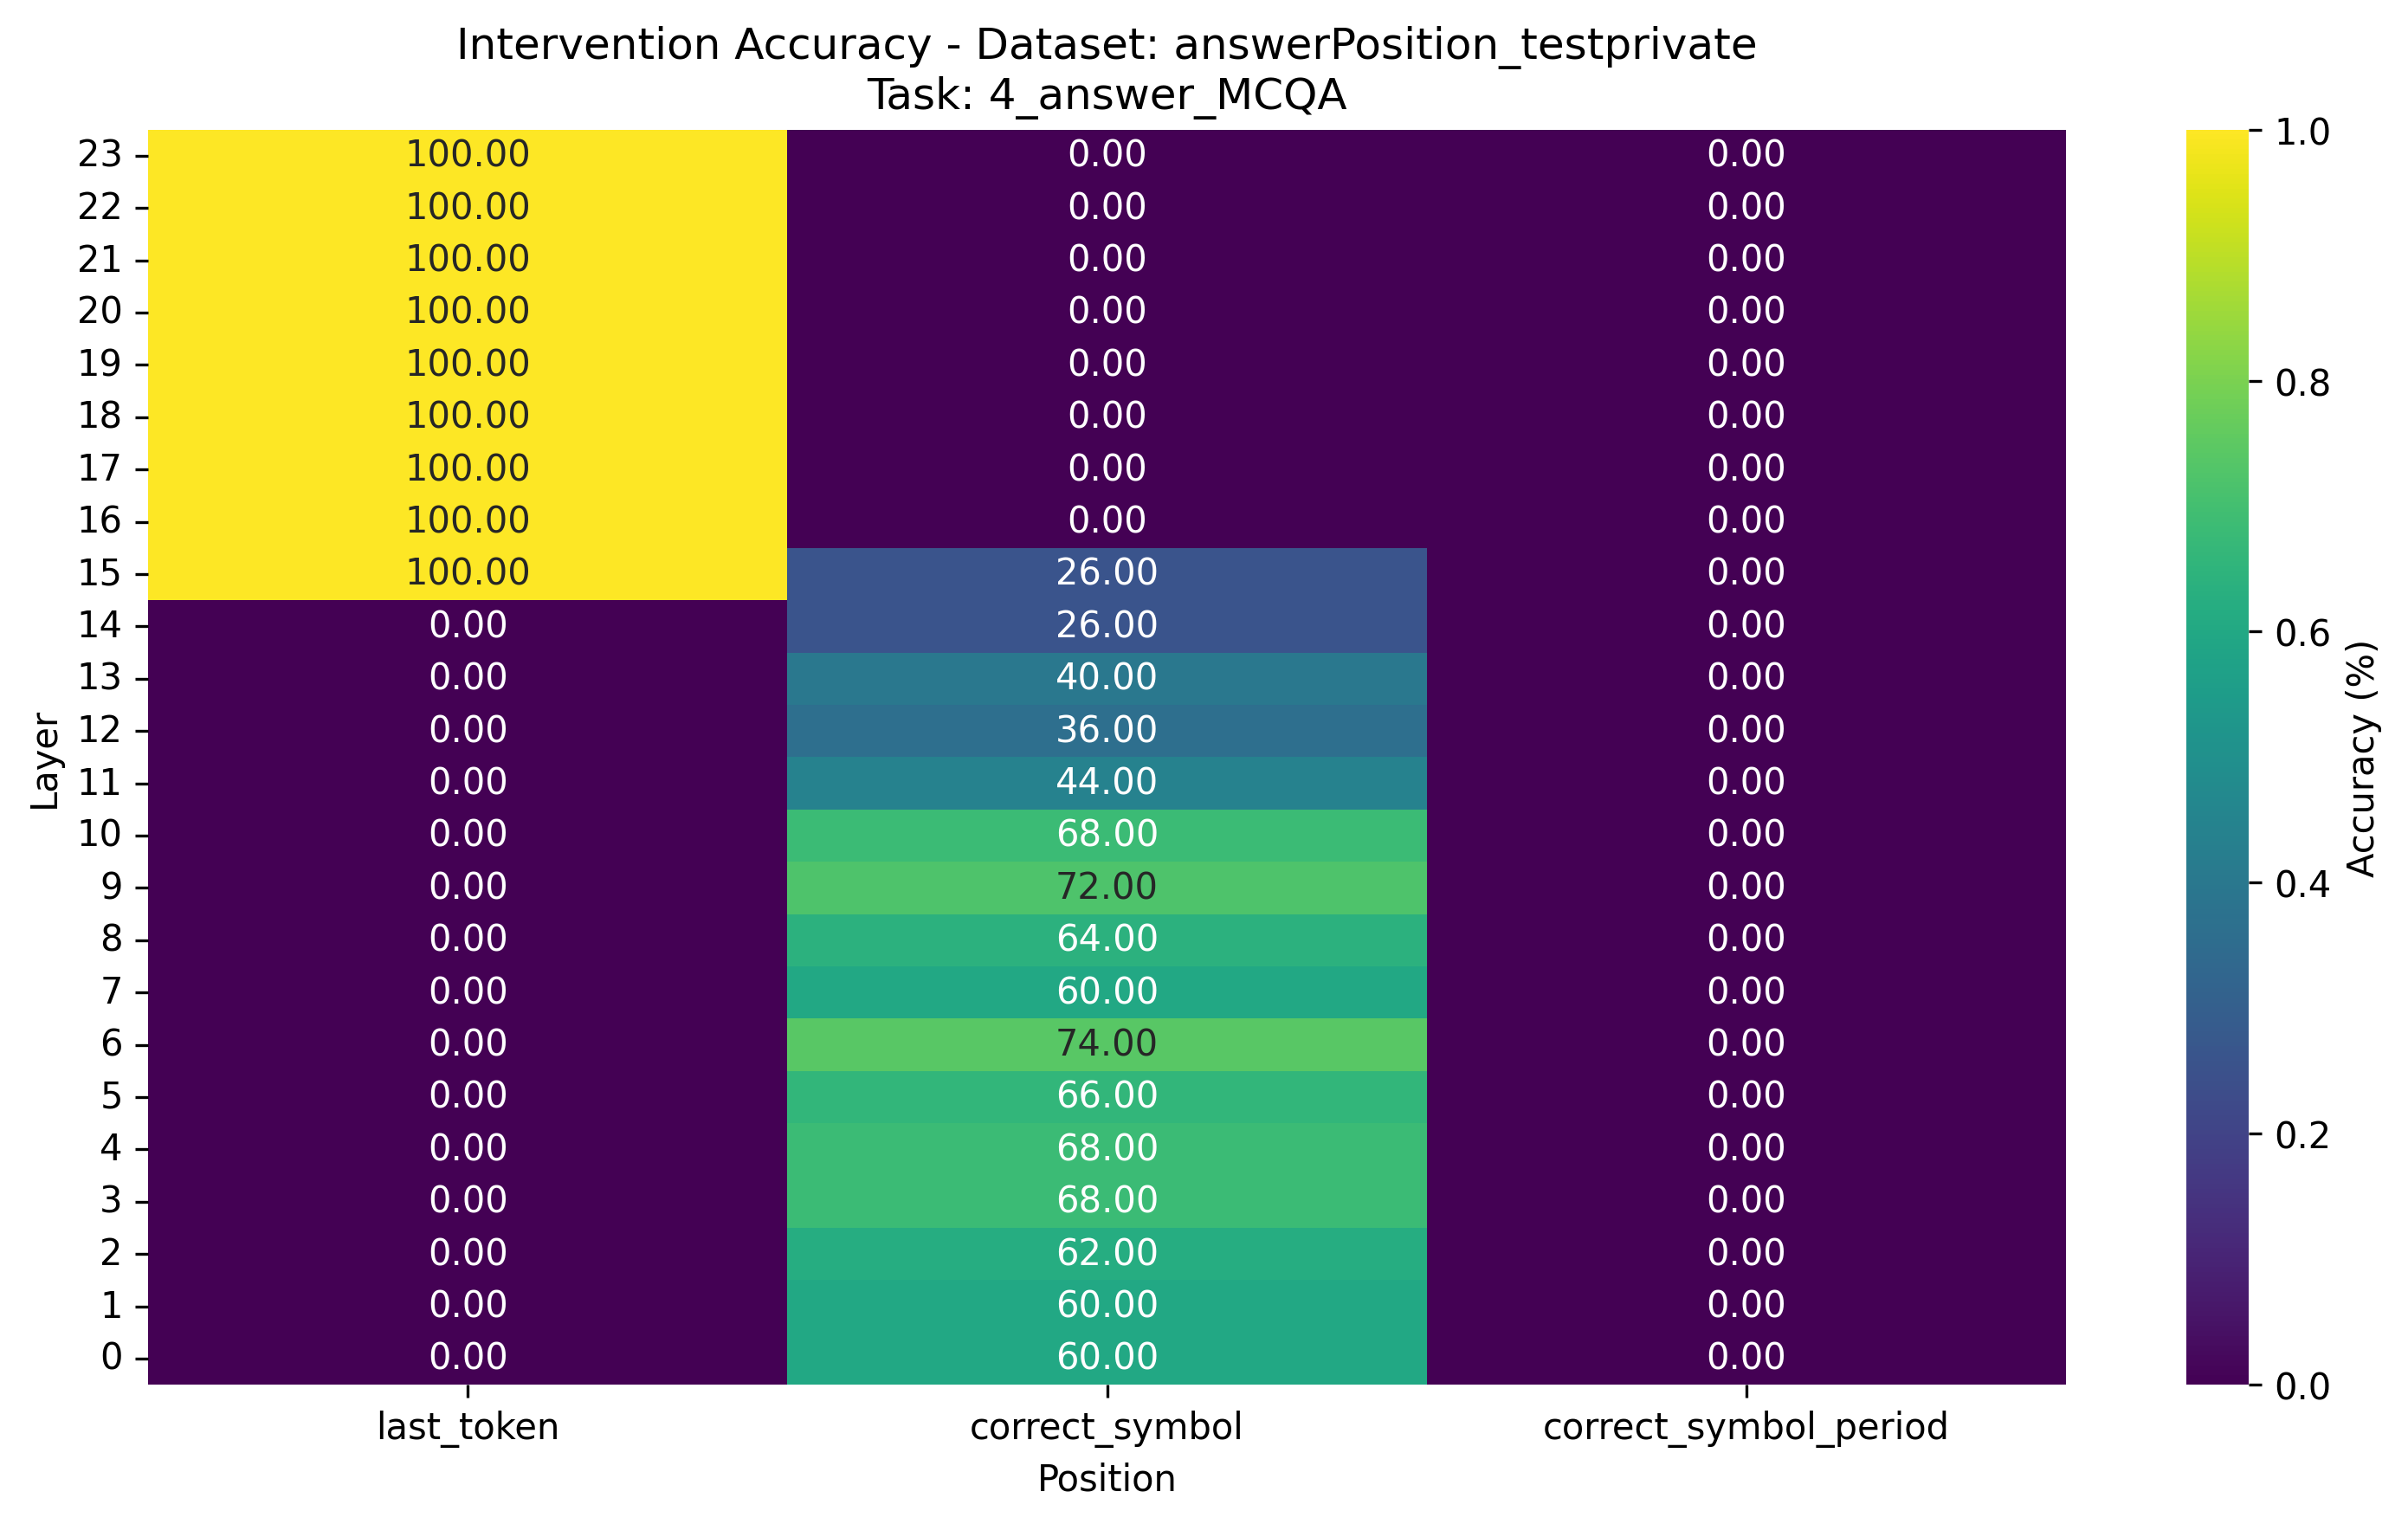 Intervention Accuracy - Dataset: answerPosition_testprivate
Task: 4_answer_MCQA
23 100.00 0.00 0.00
22 100.00 0.00 0.00
21 100.00 0.00 0.00
20 100.00 0.00 0.00
19 100.00 0.00 0.00
18 100.00 0.00 0.00
17 100.00 0.00 0.00
16 100.00 0.00 0.00
15 100.00 26.00 0.00
14 0.00 26.00 0.00
13 0.00 40.00 0.00
12 0.00 36.00 0.00
11 0.00 44.00 0.00
10 0.00 68.00 0.00
9 0.00 72.00 0.00
8 0.00 64.00 0.00
7 0.00 60.00 0.00
6 0.00 74.00 0.00
5 0.00 66.00 0.00
4 0.00 68.00 0.00
3 0.00 68.00 0.00
2 0.00 62.00 0.00
1 0.00 60.00 0.00
0 0.00 60.00 0.00
last_token correct_symbol correct_symbol_period
Position
Layer
1.0
0.8
0.6
0.4
0.2
0.0
Accuracy (%)